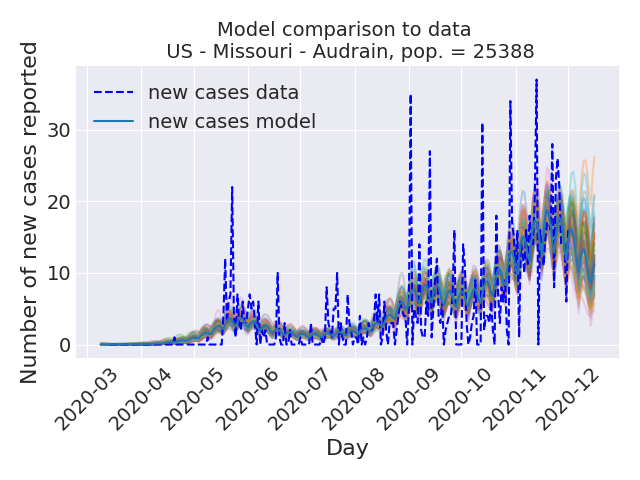 Model comparison to data
US - Missouri - Audrain, pop. = 25388
Number of new cases reported
new cases data
new cases model
30
20
10
0
2020-03
2020-04
2020-05
2020-06
2020-07
2020-08
2020-09
2020-10
2020-11
2020-12
Day